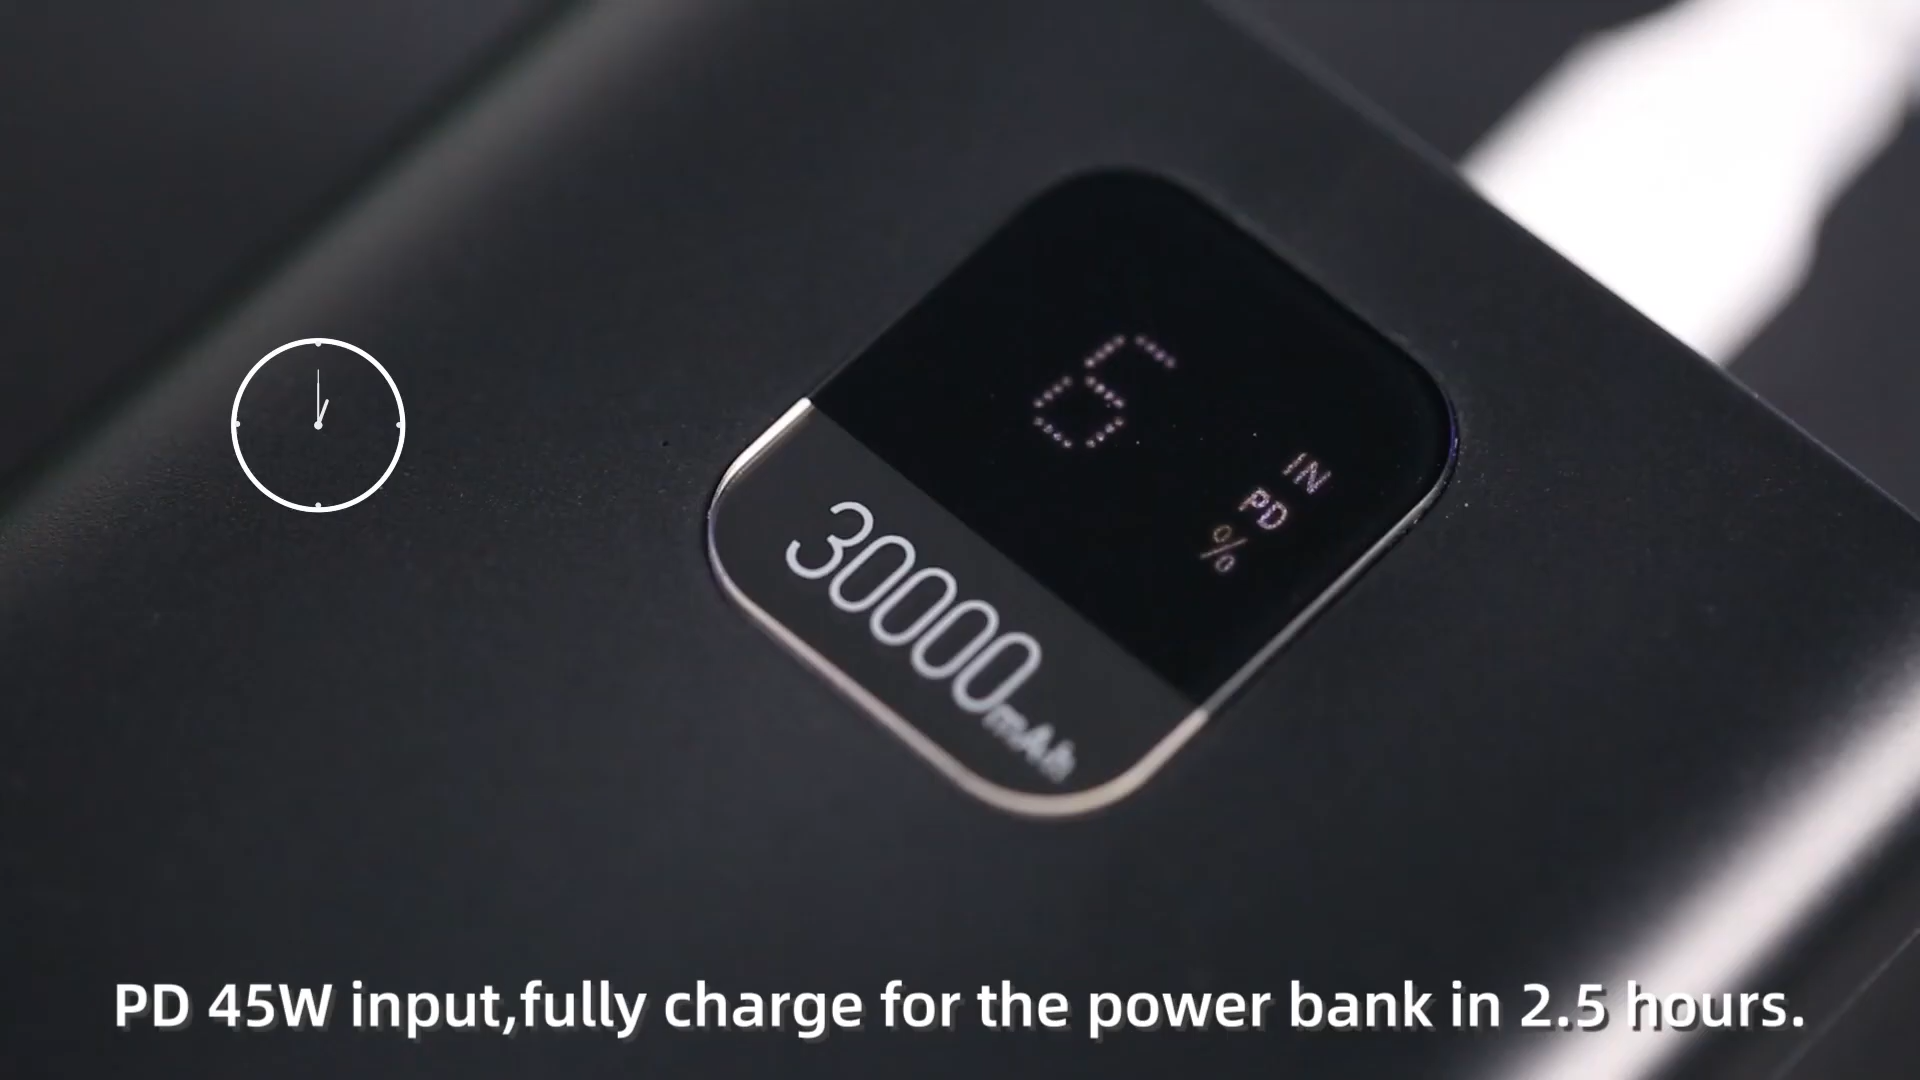 6
IN
PD
%
30000mAh
PD 45W input,fully charge for the power bank in 2.5 hours.